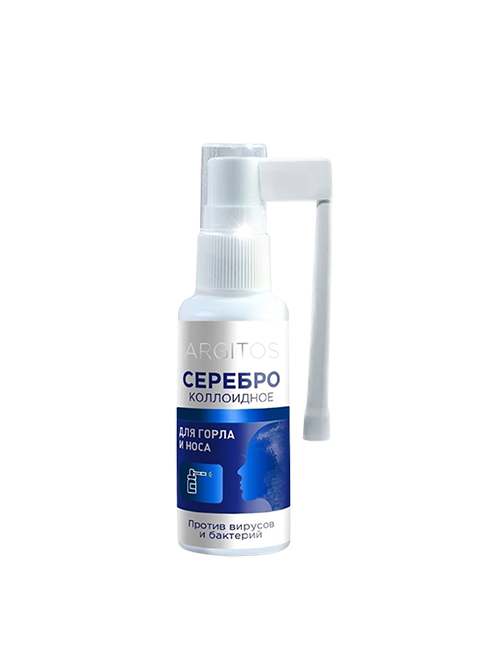 ARGITOS
СЕРЕБРО
КОЛЛОИДНОЕ
ДЛЯ ГОРЛА
И НОСА
Против вирусов
и бактерий